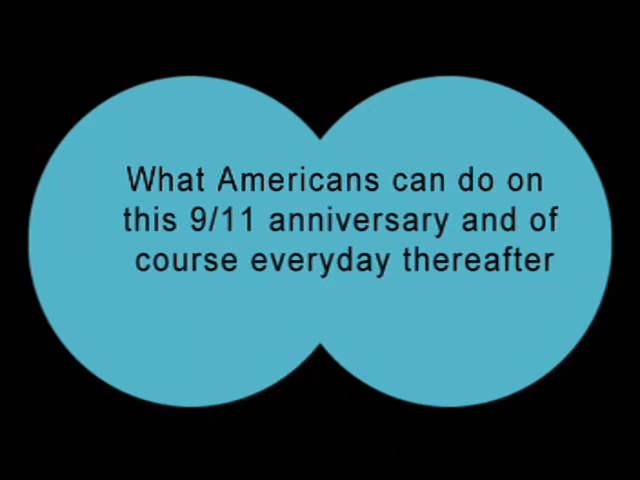 What Americans can do on
this 9/11 anniversary and of
course everyday thereafter